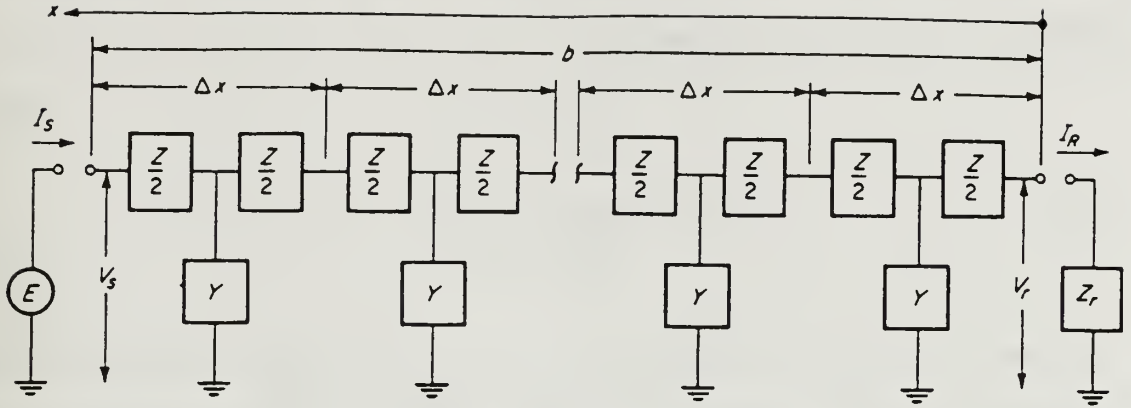 x
b
Δx Δx Δx Δx
I_S I_R
Z/2 Z/2 Z/2 Z/2 Z/2 Z/2 Z/2 Z/2
E V_s Y Y Y Y V_r Z_r